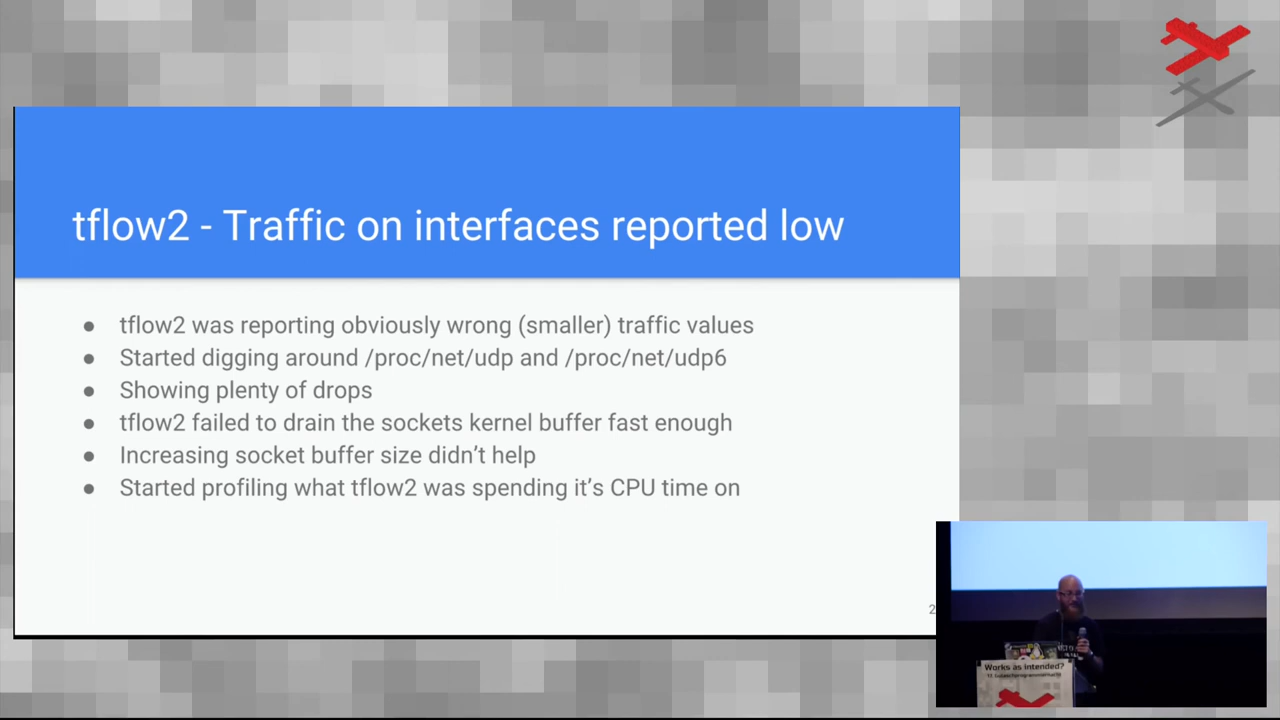 tflow2 - Traffic on interfaces reported low
● tflow2 was reporting obviously wrong (smaller) traffic values
● Started digging around /proc/net/udp and /proc/net/udp6
● Showing plenty of drops
● tflow2 failed to drain the sockets kernel buffer fast enough
● Increasing socket buffer size didn’t help
● Started profiling what tflow2 was spending it’s CPU time on
2
Works as intended?